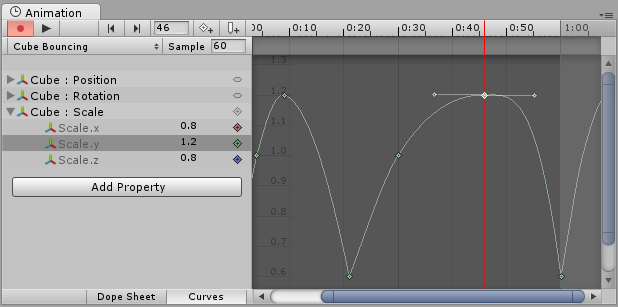 Animation
46
00 0:10 0:20 0:30 0:40 0:50 1:00
Cube Bouncing Sample 60
Cube : Position
Cube : Rotation
Cube : Scale
Scale.x 0.8
Scale.y 1.2
Scale.z 0.8
Add Property
1.3
1.2
1.1
1.0
0.9
0.8
0.7
0.6
Dope Sheet Curves